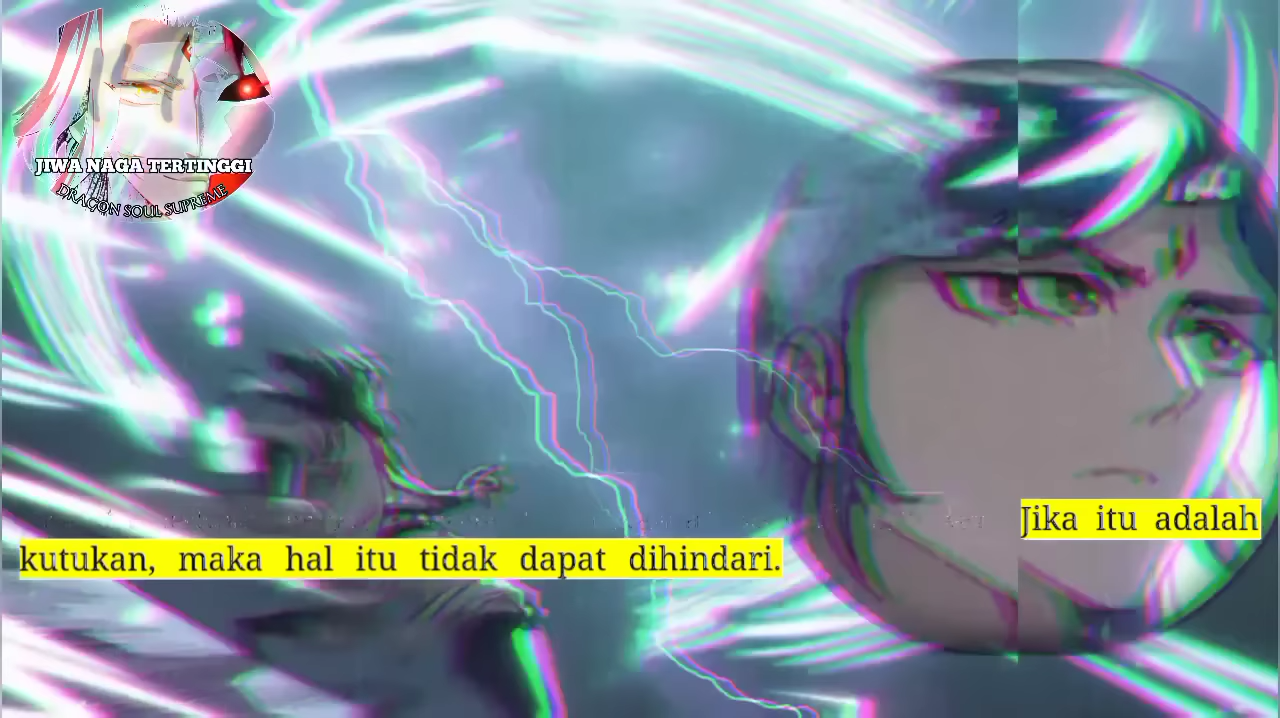 JIWA NAGA TERTINGGI
DRAGON SOUL SUPREME
Jika itu adalah
kutukan, maka hal itu tidak dapat dihindari.